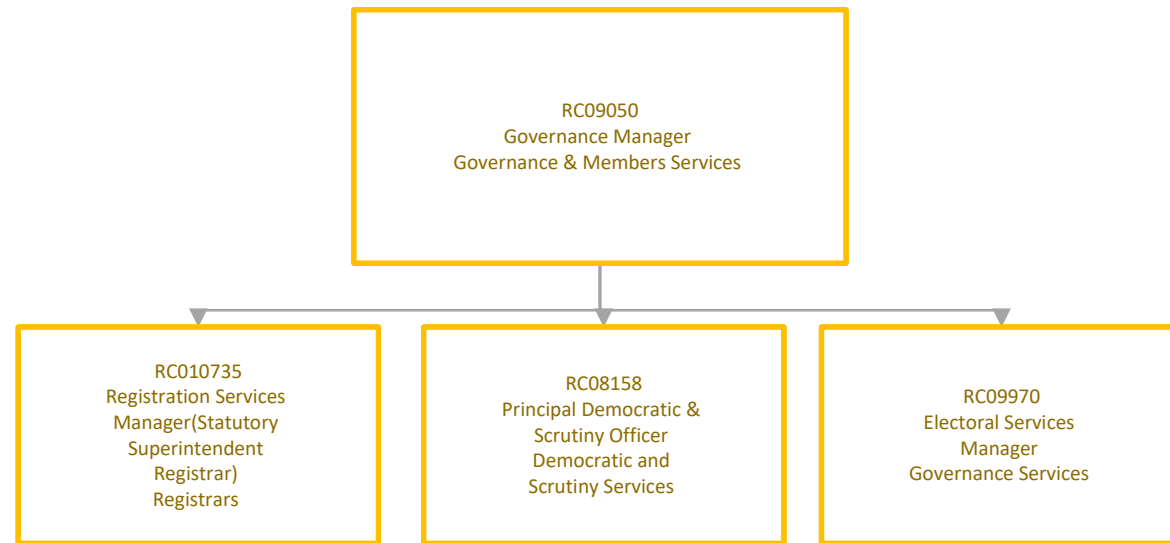 RC09050
Governance Manager
Governance & Members Services
RC010735
Registration Services
Manager(Statutory
Superintendent
Registrar)
Registrars
RC08158
Principal Democratic &
Scrutiny Officer
Democratic and
Scrutiny Services
RC09970
Electoral Services
Manager
Governance Services